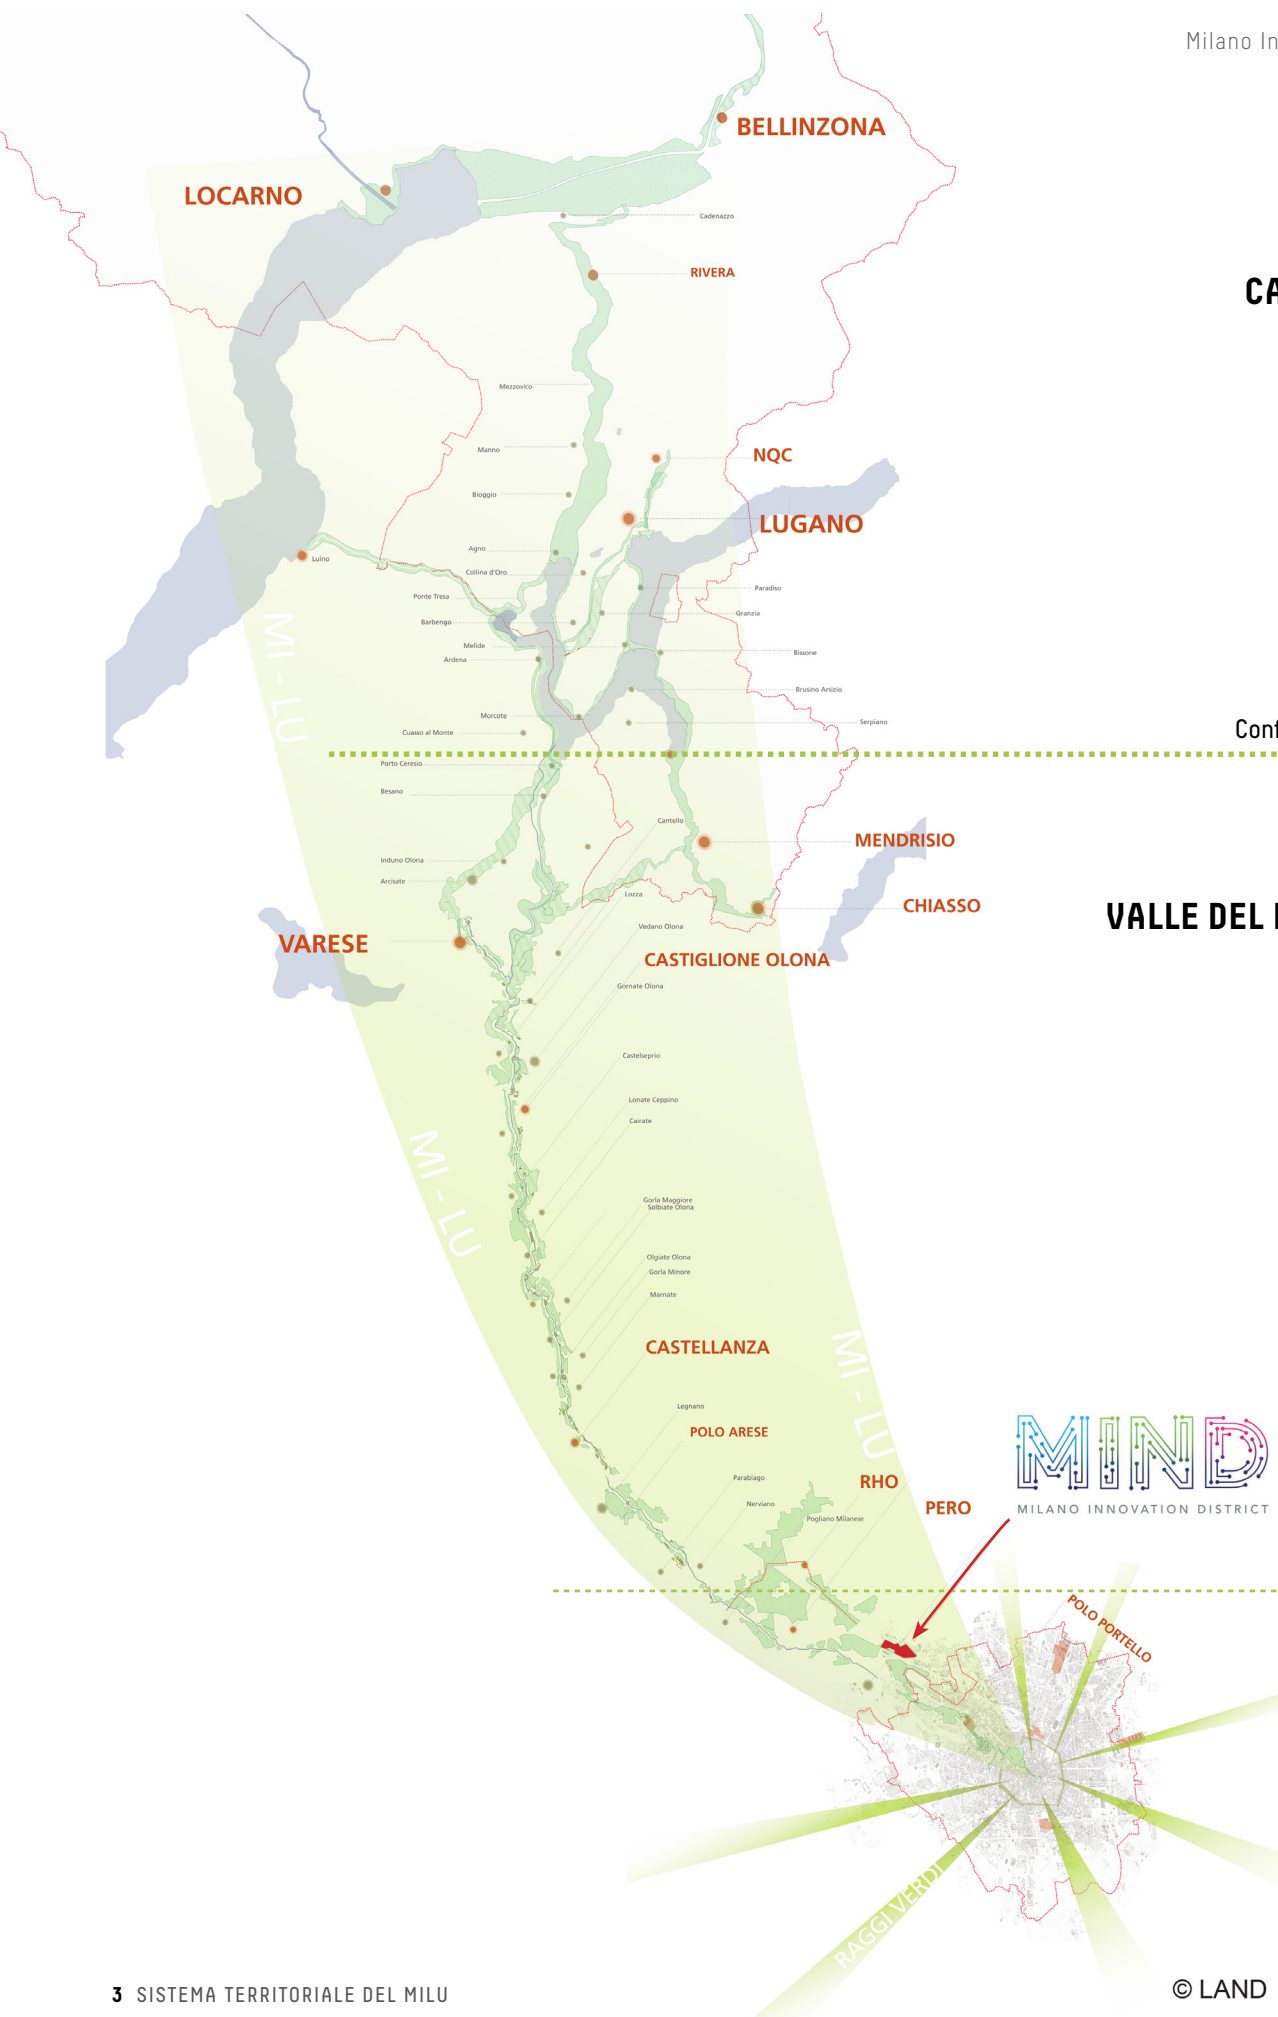 Milano In
BELLINZONA
LOCARNO
Cadenazzo
RIVERA
CA
Mezzovico
Manno
NQC
Bioggio
LUGANO
Agno
Luino
Collina d'Oro
Paradiso
Ponte Tresa
Granzia
Barbengo
MI - LU
Melide
Bissone
Ardena
Brusino Arsizio
Morcote
Serpiano
Cuasso al Monte
Conf
Porto Ceresio
Besano
Cantello
MENDRISIO
Induno Olona
Arcisate
Lozza
CHIASSO
VALLE DEL
Vedano Olona
VARESE
CASTIGLIONE OLONA
Gornate Olona
Castelseprio
Lonate Ceppino
Cairate
MI - LU
Gorla Maggiore
Solbiate Olona
Olgiate Olona
Gorla Minore
Marnate
CASTELLANZA
MI - LU
Legnano
POLO ARESE
Parabiago
RHO
MIND
Nerviano
PERO
MILANO INNOVATION DISTRICT
Pogliano Milanese
POLO PORTELLO
RAGGI VERDI
3 SISTEMA TERRITORIALE DEL MILU
© LAND